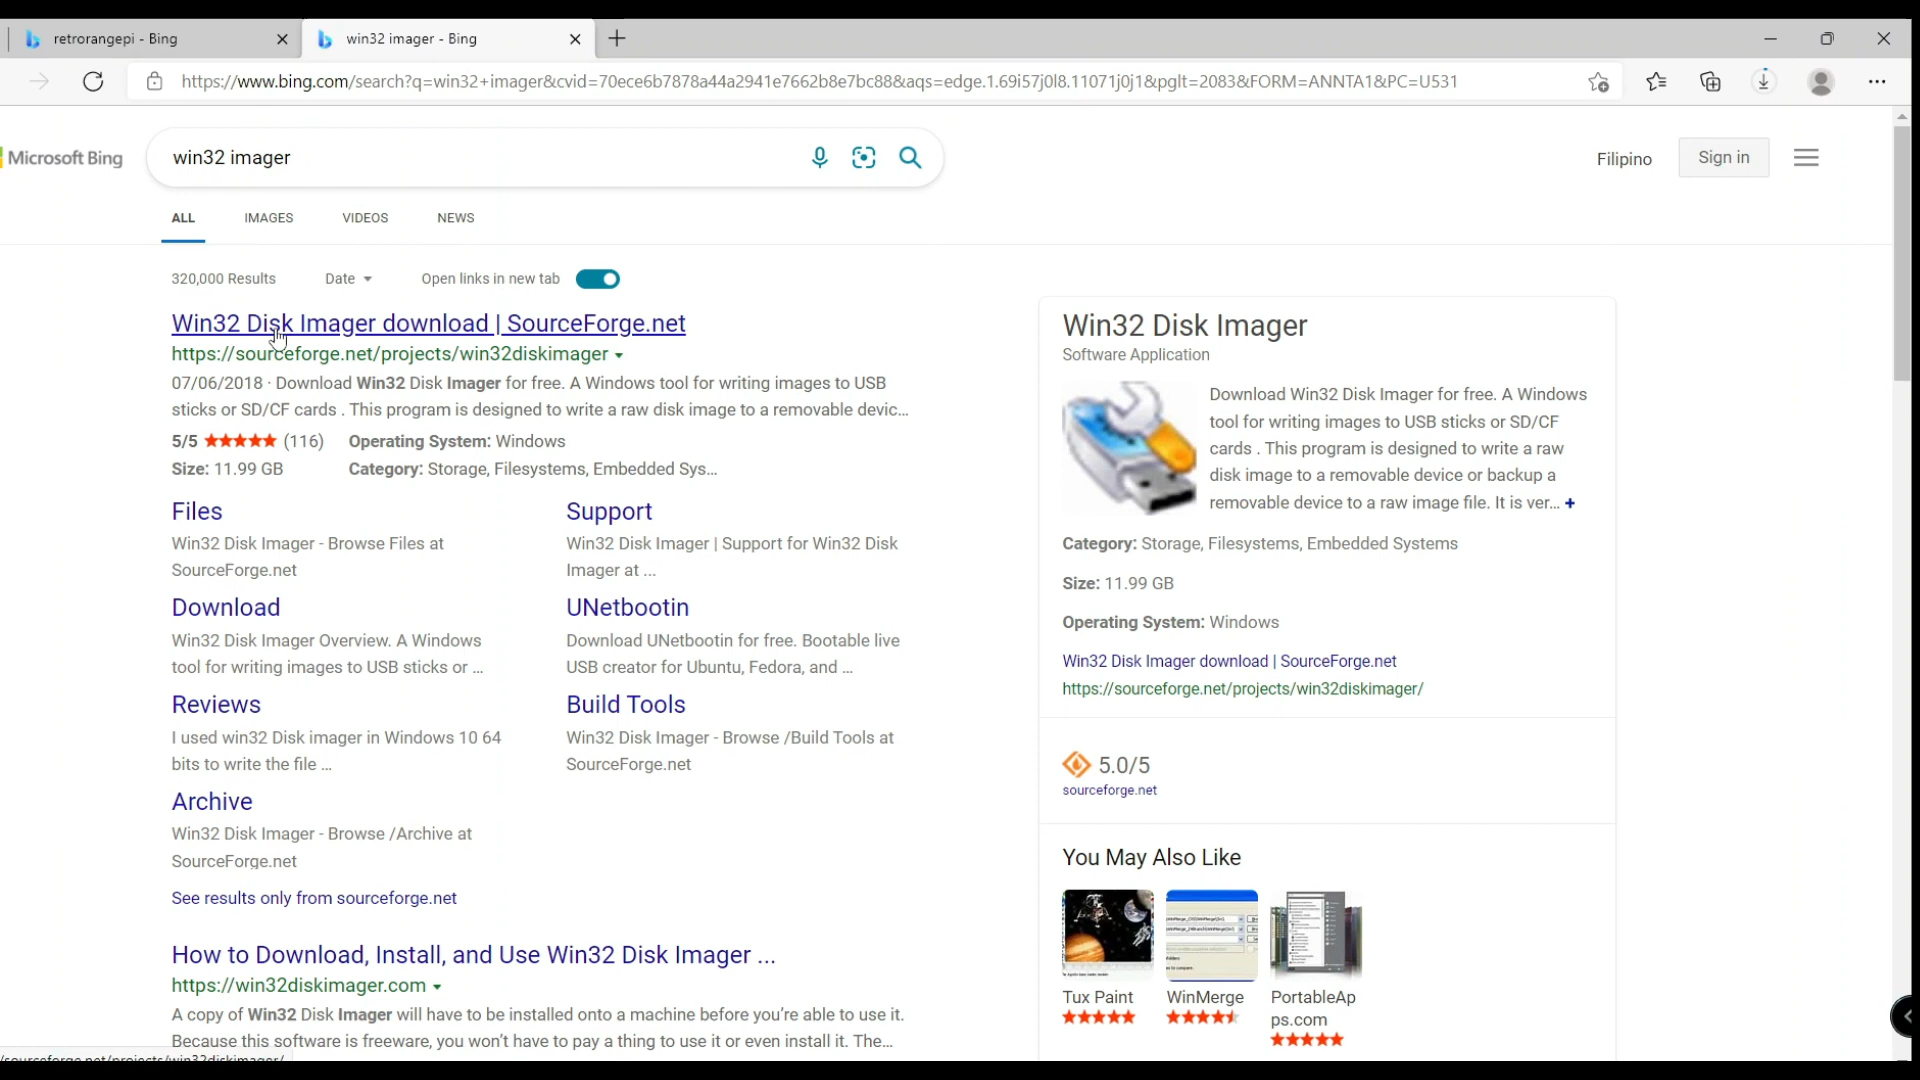 retrorangepi - Bing
win32 imager - Bing
https://www.bing.com/search?q=win32+imager&cvid=70ece6b7878a44a2941e7662b8e7bc88&aqs=edge.1.69i57j0l8.11071j0j1&pglt=2083&FORM=ANNTA1&PC=U531
Microsoft Bing
win32 imager
Filipino
Sign in
ALL
IMAGES
VIDEOS
NEWS
320,000 Results
Date
Open links in new tab
Win32 Disk Imager download | SourceForge.net
https://sourceforge.net/projects/win32diskimager
07/06/2018 · Download Win32 Disk Imager for free. A Windows tool for writing images to USB
sticks or SD/CF cards . This program is designed to write a raw disk image to a removable devic...
5/5 (116) Operating System: Windows
Size: 11.99 GB Category: Storage, Filesystems, Embedded Sys...
Files
Win32 Disk Imager - Browse Files at
SourceForge.net
Support
Win32 Disk Imager | Support for Win32 Disk
Imager at ...
Download
Win32 Disk Imager Overview. A Windows
tool for writing images to USB sticks or ...
UNetbootin
Download UNetbootin for free. Bootable live
USB creator for Ubuntu, Fedora, and ...
Reviews
I used win32 Disk imager in Windows 10 64
bits to write the file ...
Build Tools
Win32 Disk Imager - Browse /Build Tools at
SourceForge.net
Archive
Win32 Disk Imager - Browse /Archive at
SourceForge.net
See results only from sourceforge.net
How to Download, Install, and Use Win32 Disk Imager ...
https://win32diskimager.com
A copy of Win32 Disk Imager will have to be installed onto a machine before you're able to use it.
Because this software is freeware, you won't have to pay a thing to use it or even install it. The...
/sourceforge.net/projects/win32diskimager/
Win32 Disk Imager
Software Application
Download Win32 Disk Imager for free. A Windows
tool for writing images to USB sticks or SD/CF
cards . This program is designed to write a raw
disk image to a removable device or backup a
removable device to a raw image file. It is ver... +
Category: Storage, Filesystems, Embedded Systems
Size: 11.99 GB
Operating System: Windows
Win32 Disk Imager download | SourceForge.net
https://sourceforge.net/projects/win32diskimager/
5.0/5
sourceforge.net
You May Also Like
Tux Paint
WinMerge
PortableAp
ps.com